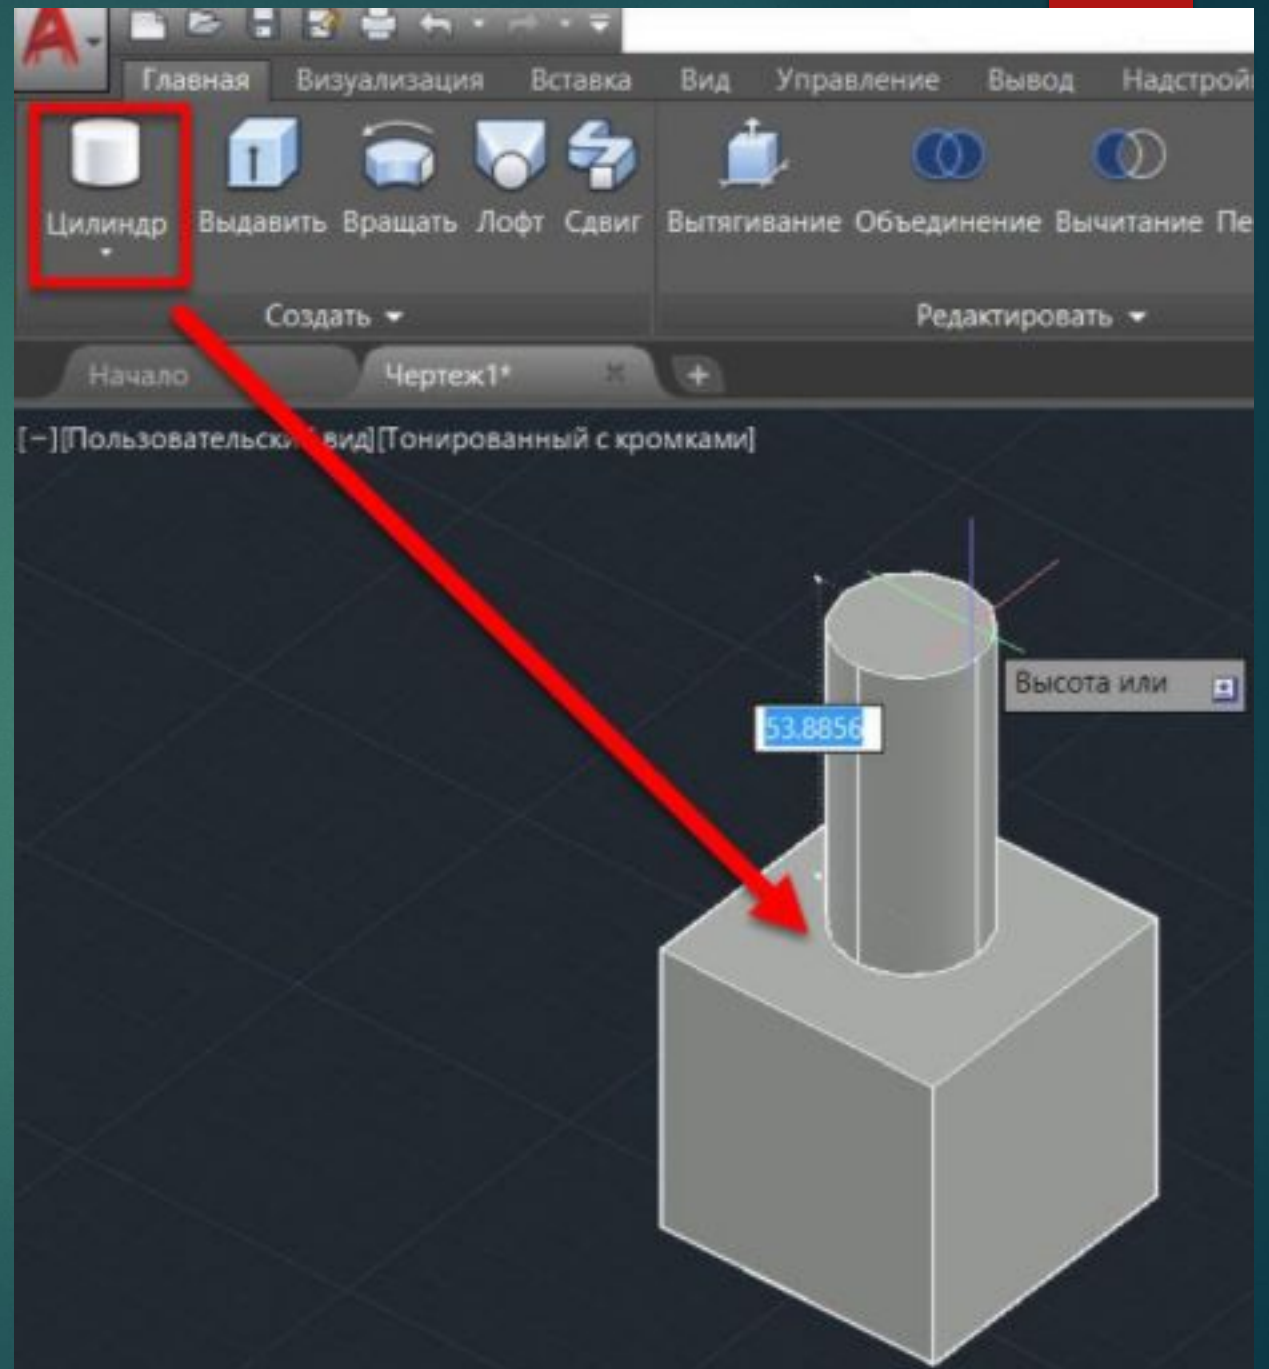 Главная Визуализация Вставка Вид Управление Вывод
Цилиндр Выдавить Вращать Лофт Сдвиг Вытягивание Объединение Вычитание
Создать Редактировать
Начало Чертеж1*
[−][Пользовательский вид][Тонированный с кромками]
Высота или
53.8856